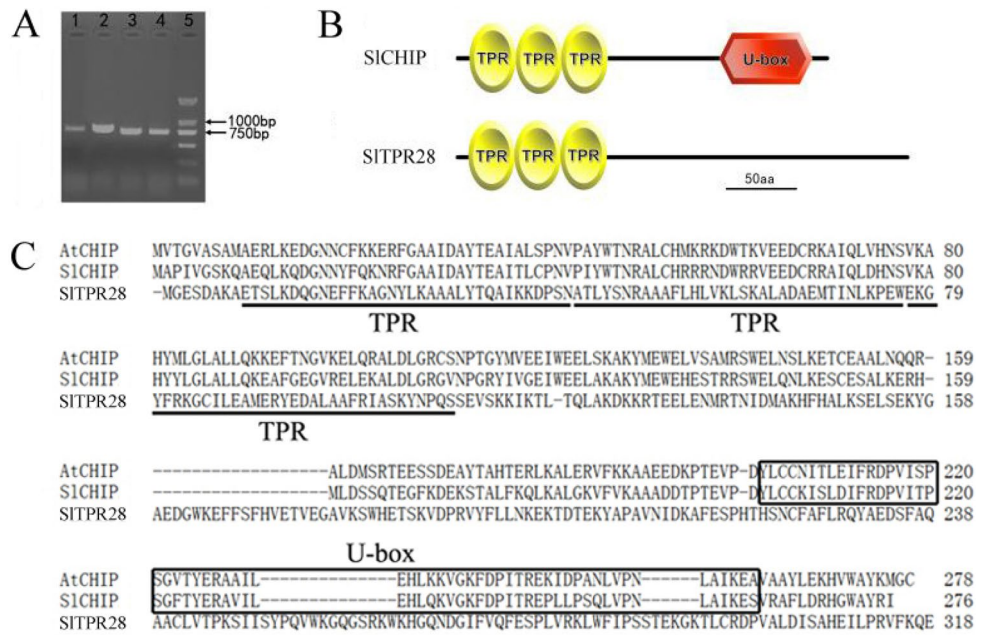 A
1 2 3 4 5
1000bp
750bp
B
SlCHIP
TPR TPR TPR
U-box
SlTPR28
TPR TPR TPR
50aa
C
AtCHIP MVTGVASAMAERLKEDGNNCFKKERFGAAIDAYTEAIALSPNVPAYWTNRALCHMKRKDWTKVEEDCRKAIQLVHNSVKA 80
SlCHIP MAPIVGSKQAEQLKQDGNNYFQKNRFGAAIDAYTEAITLCPNVPIYWTNRALCHRRRNDWRRVEEDCRRAIQLDHNSVKA 80
SlTPR28 -MGESDAKAETSLKDQGNEFFKAGNYLKAAALYTQAIKKDPSNATLYSNRAAAFLHLVKLSKALADAEMTINLKPEWEKG 79
TPR TPR
AtCHIP HYMLGLALLQKKEFTNGVKELQRALDLGRCSNPTGYMVEEIWEELSKAKYMEWELVSAMRSWELNSLKETCEAALNQQR- 159
SlCHIP HYYLGLALLQKEAFGEGVRELEKALDLGRGVNPGRYIVGEIWEELAKAKYMEWEHESTRRSWELQNLKESCESALKERH- 159
SlTPR28 YFRKGCILEAMERYEDALAAFRIASKYNPQSSEVSKKIKTL-TQLAKDKKRTEELENMRTNIDMAKHFHALKSELSEKYG 158
TPR
AtCHIP ------------------ALDMSRTEESSDEAYTAHTERLKALERVFKKAAEEDKPTEVP-DYLCCNITLEIFRDPVISP 220
SlCHIP ------------------MLDSSQTEGFKDEKSTALFKQLKALGKVFVKAAADDTPTEVP-DYLCCKISLDIFRDPVITP 220
SlTPR28 AEDGWKEFFSFHVETVEGAVKSWHETSKVDPRVYFLLNKEKTDTEKYAPAVNIDKAFESPHTHSNCFAFLRQYAEDSFAQ 238
U-box
AtCHIP SGVTYERAAIL--------------EHLKKVGKFDPITREKIDPANLVPN------LAIKEAVAAYLEKHVWAYKMGC 278
SlCHIP SGFTYERAVIL--------------EHLQKVGKFDPITREPLLPSQLVPN------LAIKESVRAFLDRHGWAYRI 276
SlTPR28 AACLVTPKSIISYPQVWKGQGSRKWKHGQNDGIFVQFESPLVRKLWFIPSSTEKGKTLCRDPVALDISAHEILPRVFKQE 318